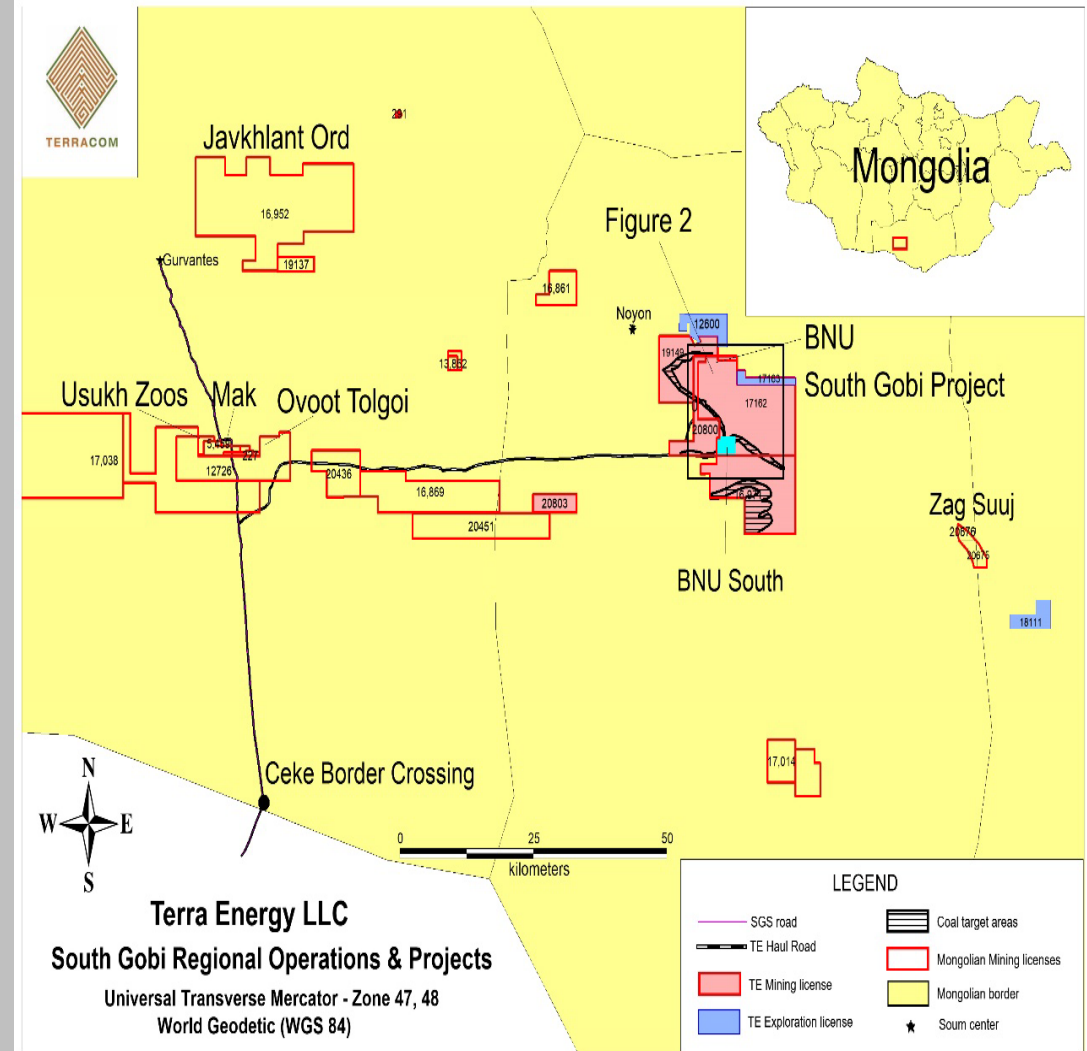 TERRACOM
291
Javkhlant Ord
16,952
Gurvantes
19137
Mongolia
Figure 2
16,861
Noyon
12600
19149
BNU
17163
South Gobi Project
17162
20800
13,862
Usukh Zoos
Mak
Ovoot Tolgoi
17,038
227
12726
20436
16,869
20803
20451
Zag Suuj
20676
20675
BNU South
18111
17,014
Ceke Border Crossing
N
W
E
S
0
25
50
kilometers
Terra Energy LLC
South Gobi Regional Operations & Projects
Universal Transverse Mercator - Zone 47, 48
World Geodetic (WGS 84)
LEGEND
SGS road
TE Haul Road
TE Mining license
TE Exploration license
Coal target areas
Mongolian Mining licenses
Mongolian border
Soum center